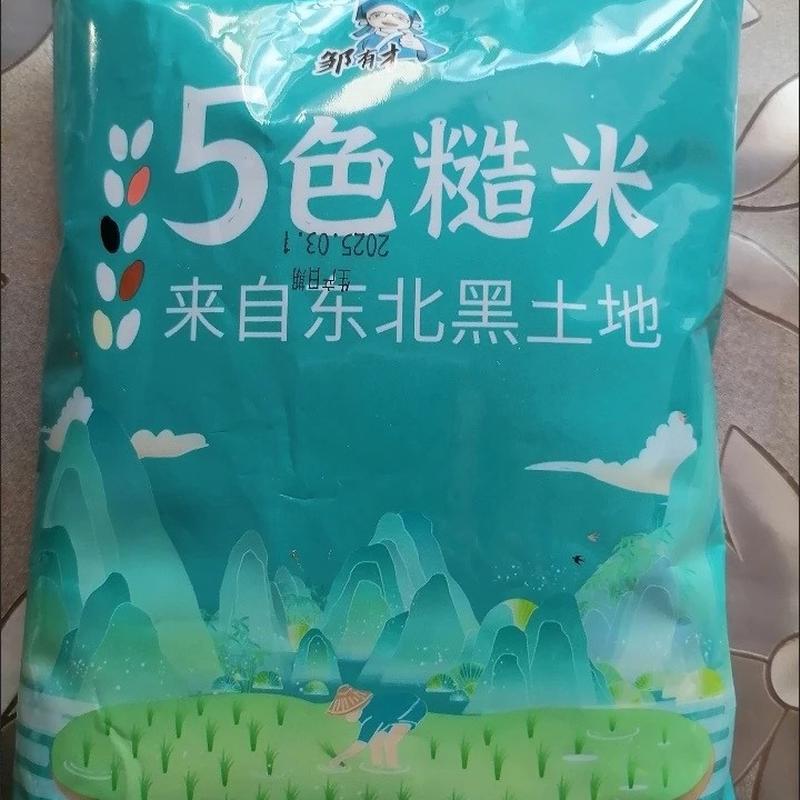 邹有才
5色糙米
2025.03.1
生产日期
来自东北黑土地